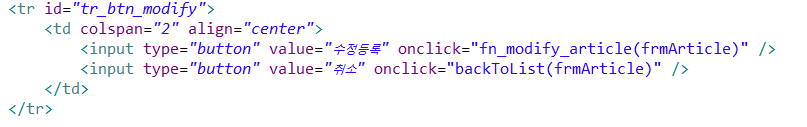 <tr id="tr_btn_modify">
<td colspan="2" align="center">
<input type="button" value="수정등록" onclick="fn_modify_article(frmArticle)" />
<input type="button" value="취소" onclick="backToList(frmArticle)" />
</td>
</tr>